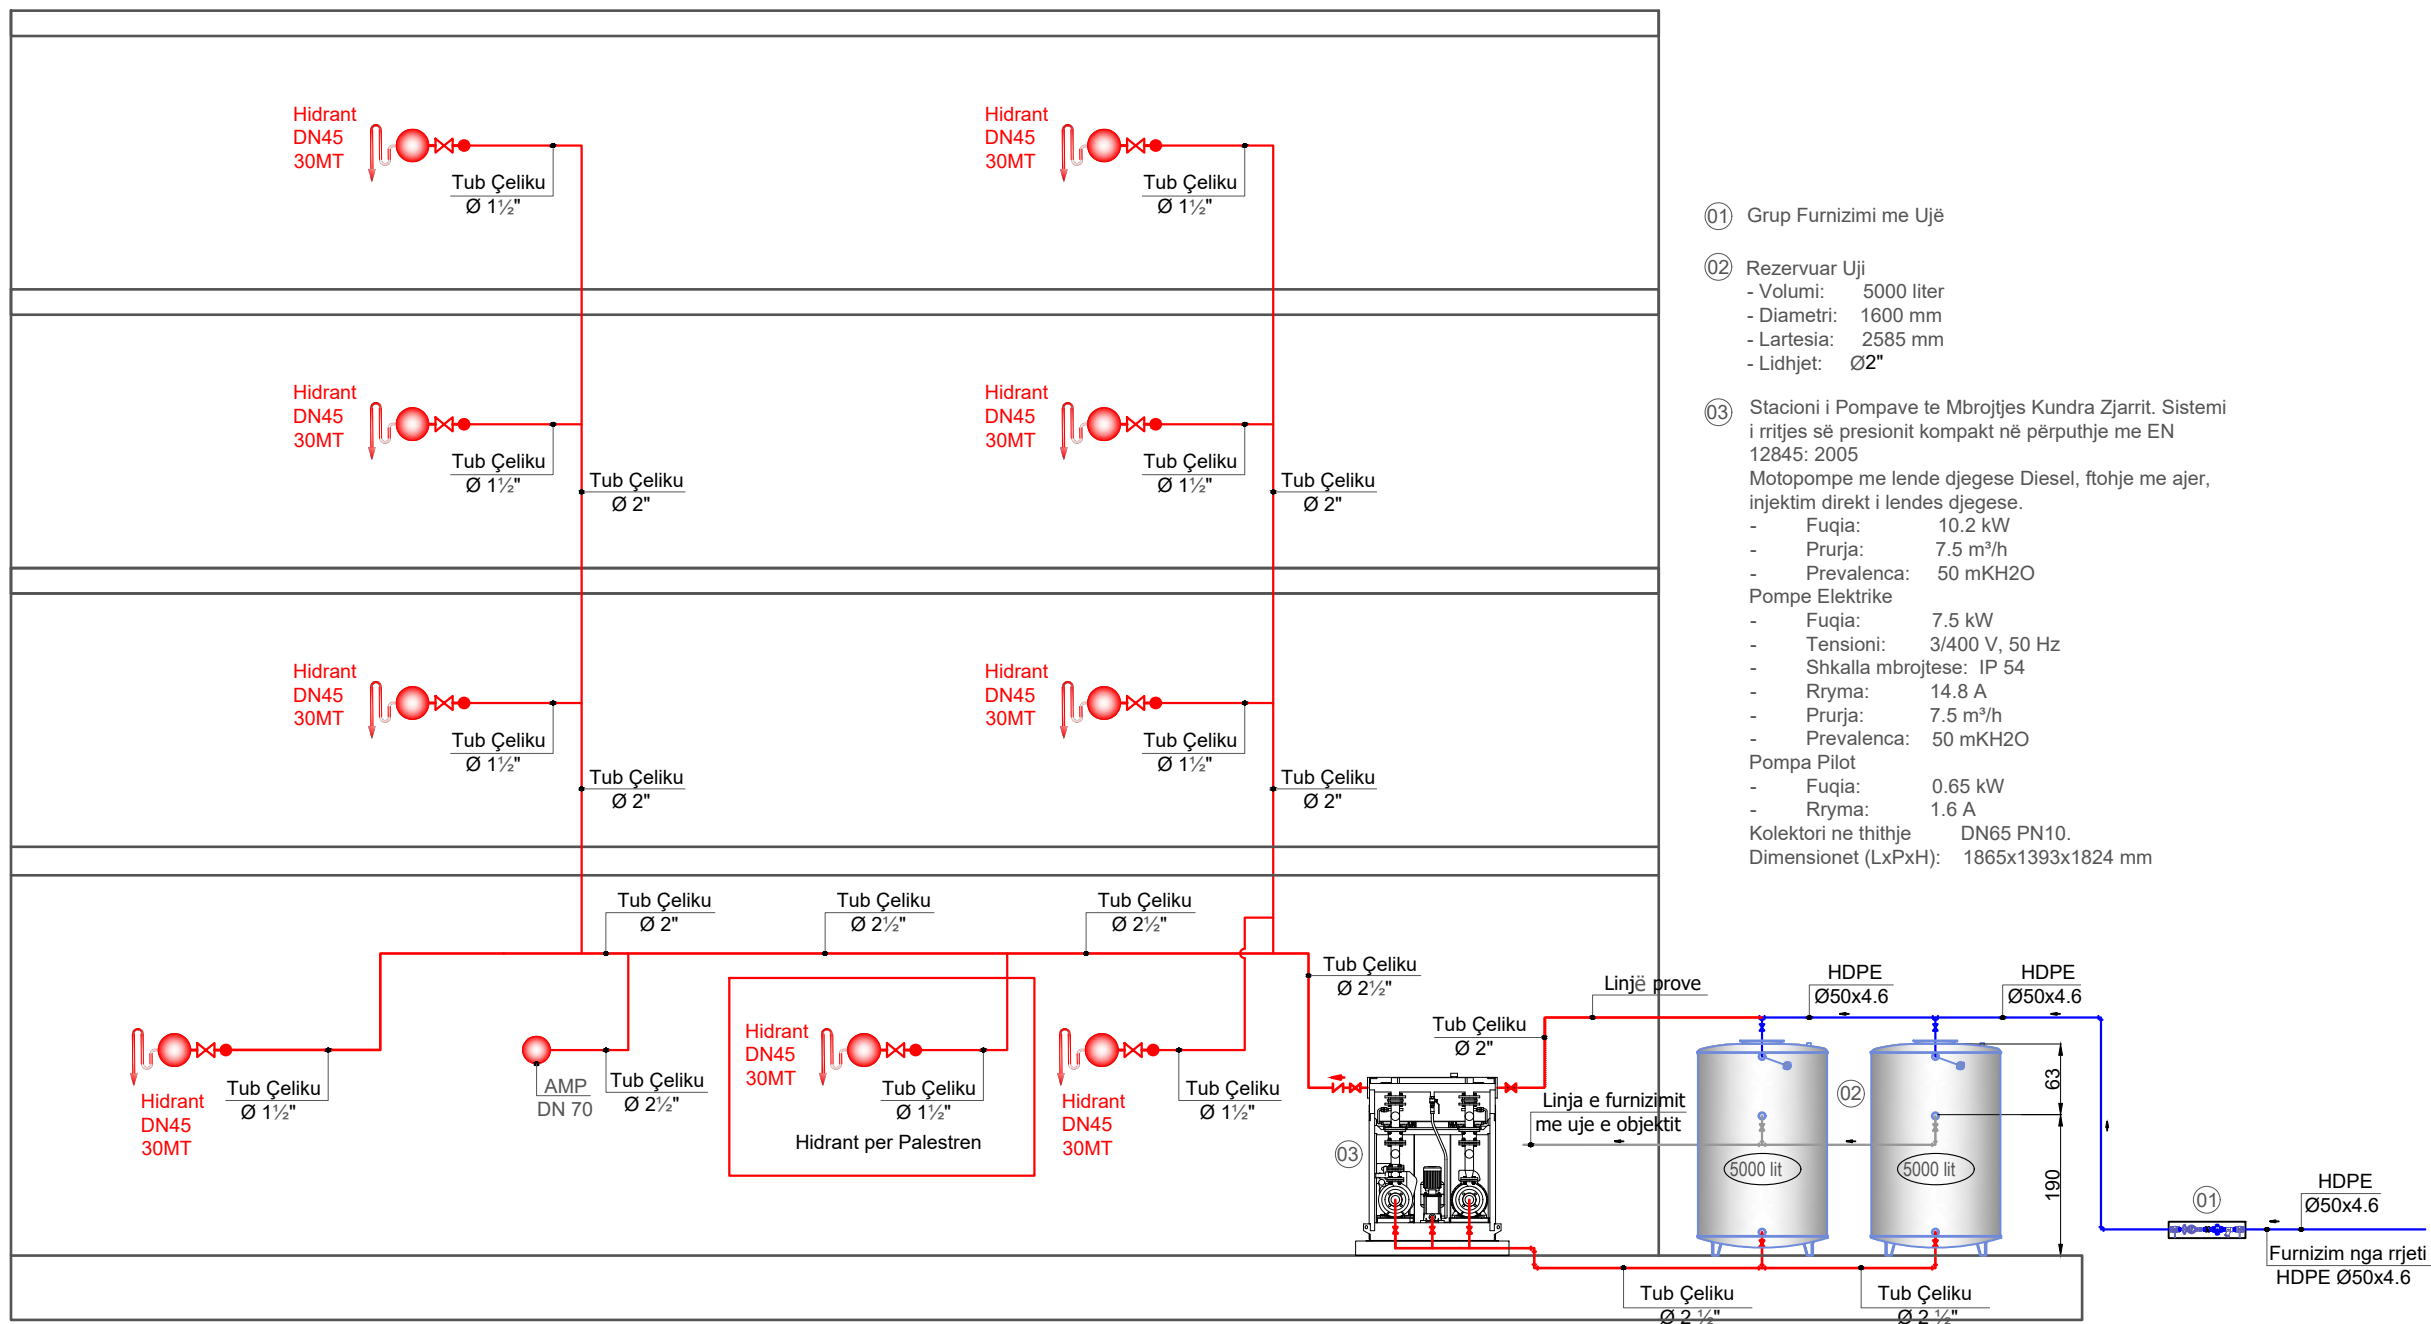 Hidrant
DN45
30MT
Tub Çeliku
Ø 1½"
Hidrant
DN45
30MT
Tub Çeliku
Ø 1½"
Hidrant
DN45
30MT
Tub Çeliku
Ø 1½"
Tub Çeliku
Ø 2"
Hidrant
DN45
30MT
Tub Çeliku
Ø 1½"
Tub Çeliku
Ø 2"
Hidrant
DN45
30MT
Tub Çeliku
Ø 1½"
Tub Çeliku
Ø 2"
Hidrant
DN45
30MT
Tub Çeliku
Ø 1½"
Tub Çeliku
Ø 2"
01 Grup Furnizimi me Ujë
02 Rezervuar Uji
- Volumi: 5000 liter
- Diametri: 1600 mm
- Lartesia: 2585 mm
- Lidhjet: Ø2"
03 Stacioni i Pompave te Mbrojtjes Kundra Zjarrit. Sistemi
i rritjes së presionit kompakt në përputhje me EN
12845: 2005
Motopompe me lende djegese Diesel, ftohje me ajer,
injektim direkt i lendes djegese.
- Fuqia: 10.2 kW
- Prurja: 7.5 m³/h
- Prevalenca: 50 mKH2O
Pompe Elektrike
- Fuqia: 7.5 kW
- Tensioni: 3/400 V, 50 Hz
- Shkalla mbrojtese: IP 54
- Rryma: 14.8 A
- Prurja: 7.5 m³/h
- Prevalenca: 50 mKH2O
Pompa Pilot
- Fuqia: 0.65 kW
- Rryma: 1.6 A
Kolektori ne thithje DN65 PN10.
Dimensionet (LxPxH): 1865x1393x1824 mm
Tub Çeliku
Ø 2"
Tub Çeliku
Ø 2½"
Tub Çeliku
Ø 2½"
Tub Çeliku
Ø 2½"
Hidrant
DN45
30MT
Tub Çeliku
Ø 1½"
AMP
DN 70
Tub Çeliku
Ø 2½"
Hidrant
DN45
30MT
Tub Çeliku
Ø 1½"
Hidrant per Palestren
Hidrant
DN45
30MT
Tub Çeliku
Ø 1½"
Linjë prove
Tub Çeliku
Ø 2"
Linja e furnizimit
me uje e objektit
03
HDPE
Ø50x4.6
HDPE
Ø50x4.6
02
5000 lit
5000 lit
63
190
01
HDPE
Ø50x4.6
Furnizim nga rrjeti
HDPE Ø50x4.6
Tub Çeliku
Ø 2 ½"
Tub Çeliku
Ø 2 ½"